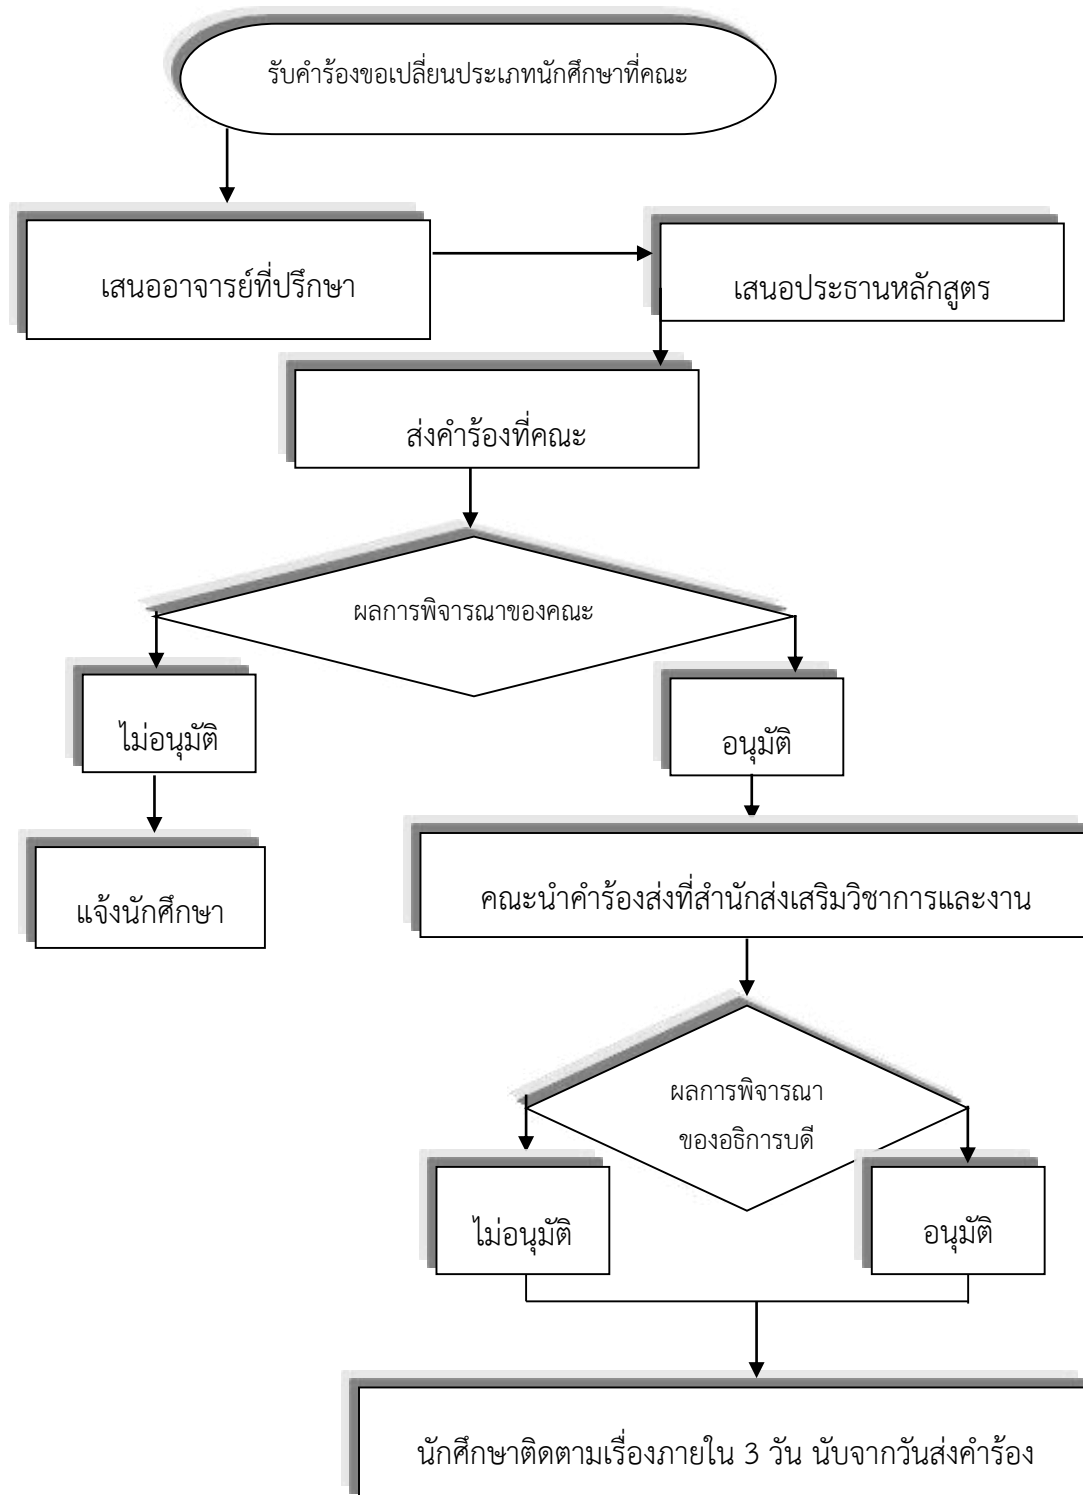 รับคำร้องขอเปลี่ยนประเภทนักศึกษาที่คณะ
เสนออาจารย์ที่ปรึกษา
เสนอประธานหลักสูตร
ส่งคำร้องที่คณะ
ผลการพิจารณาของคณะ
ไม่อนุมัติ
อนุมัติ
แจ้งนักศึกษา
คณะนำคำร้องส่งที่สำนักส่งเสริมวิชาการและงาน
ผลการพิจารณา
ของอธิการบดี
ไม่อนุมัติ
อนุมัติ
นักศึกษาติดตามเรื่องภายใน 3 วัน นับจากวันส่งคำร้อง